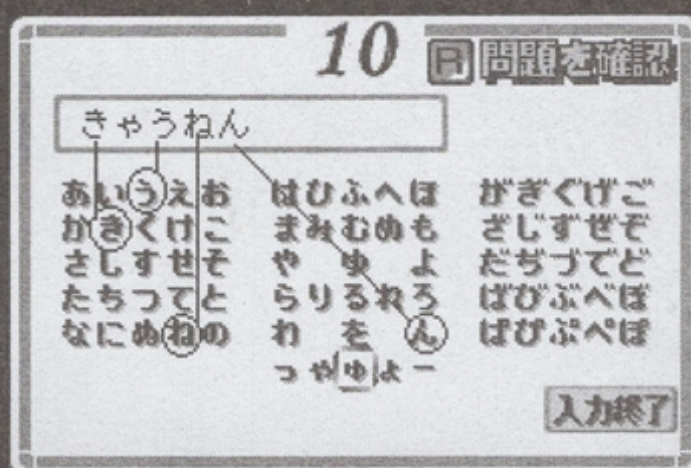 10
R 問題を確認
きゃうねん
あいうえお はひふへほ がぎぐげご
かきくけこ まみむめも ざじずぜぞ
さしすせそ や ゆ よ だぢづでど
たちつてと らりるれろ ばびぶべぼ
なにぬねの わ を ん ぱぴぷぺぽ
っゃゅょー
入力終了